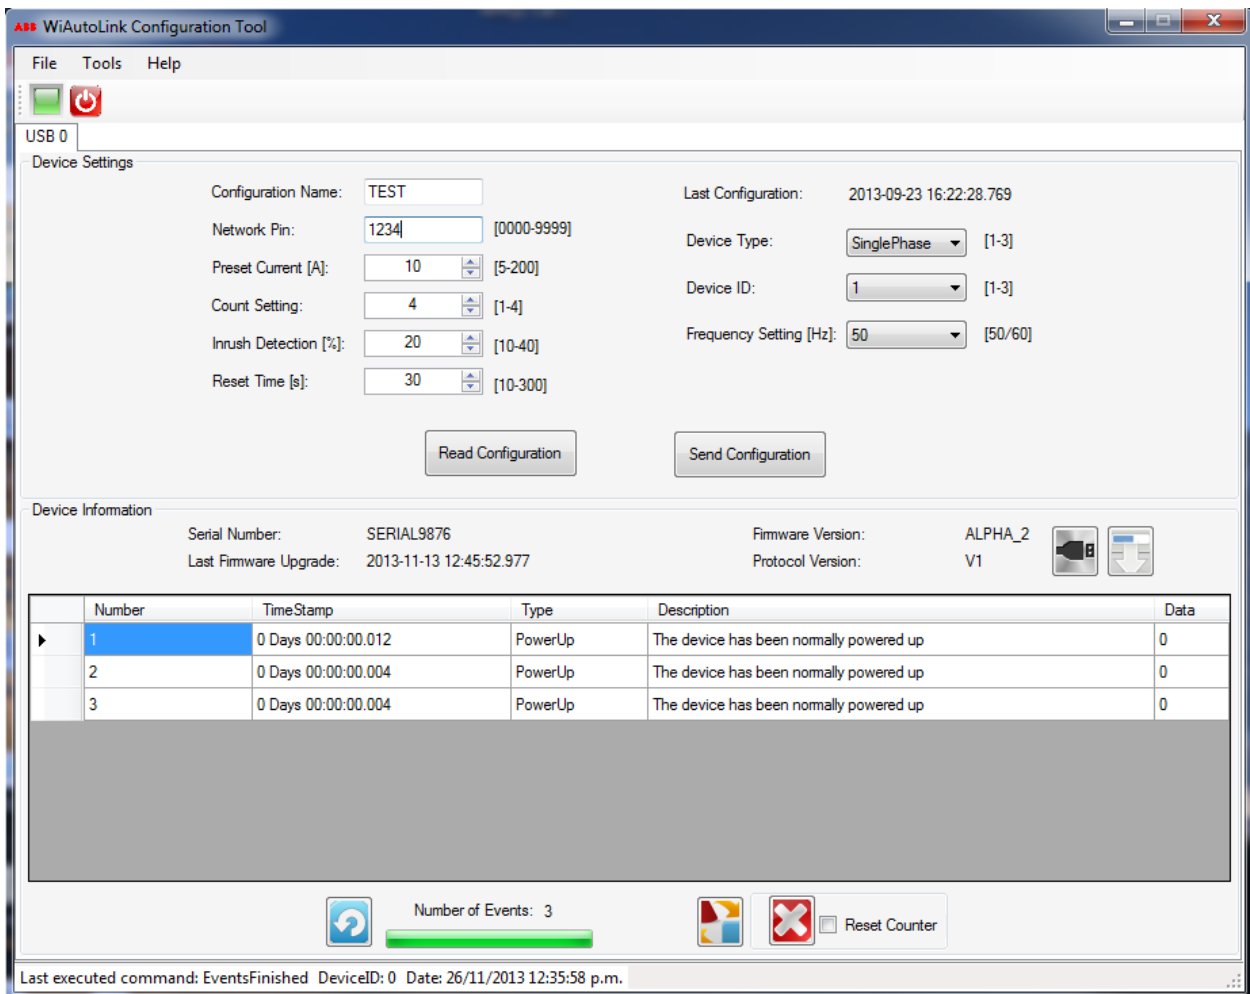 ABB WiAutoLink Configuration Tool
File Tools Help
USB 0
Device Settings
Configuration Name: TEST Last Configuration: 2013-09-23 16:22:28.769
Network Pin: 1234 [0000-9999]
Device Type: SinglePhase [1-3]
Preset Current [A]: 10 [5-200]
Device ID: 1 [1-3]
Count Setting: 4 [1-4]
Frequency Setting [Hz]: 50 [50/60]
Inrush Detection [%]: 20 [10-40]
Reset Time [s]: 30 [10-300]
Read Configuration Send Configuration
Device Information
Serial Number: SERIAL9876 Firmware Version: ALPHA_2
Last Firmware Upgrade: 2013-11-13 12:45:52.977 Protocol Version: V1
Number TimeStamp Type Description Data
1 0 Days 00:00:00.012 PowerUp The device has been normally powered up 0
2 0 Days 00:00:00.004 PowerUp The device has been normally powered up 0
3 0 Days 00:00:00.004 PowerUp The device has been normally powered up 0
Number of Events: 3
Reset Counter
Last executed command: EventsFinished DeviceID: 0 Date: 26/11/2013 12:35:58 p.m.